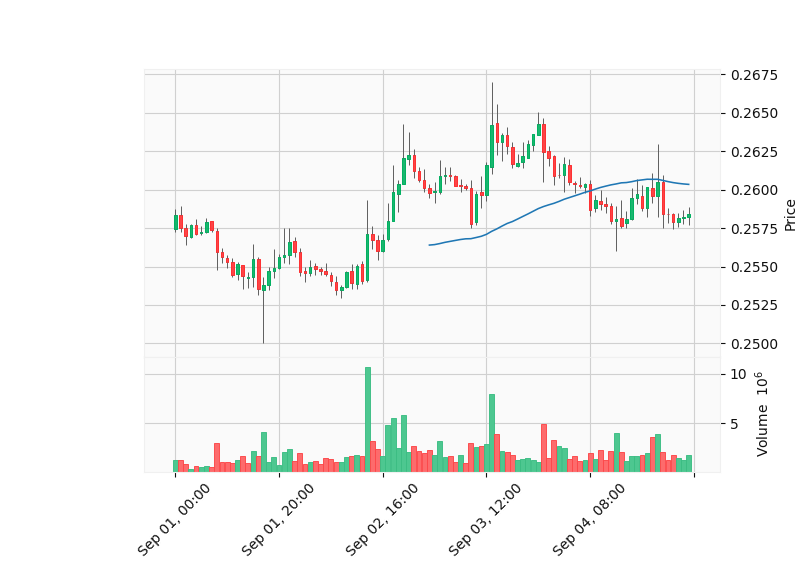 0.2675
0.2650
0.2625
0.2600
0.2575
0.2550
0.2525
0.2500
Price
10
5
Volume 10⁶
Sep 01, 00:00
Sep 01, 20:00
Sep 02, 16:00
Sep 03, 12:00
Sep 04, 08:00